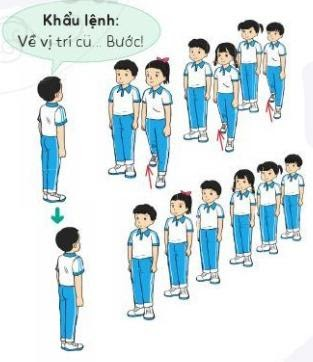 Khẩu lệnh:
Về vị trí cũ... Bước!